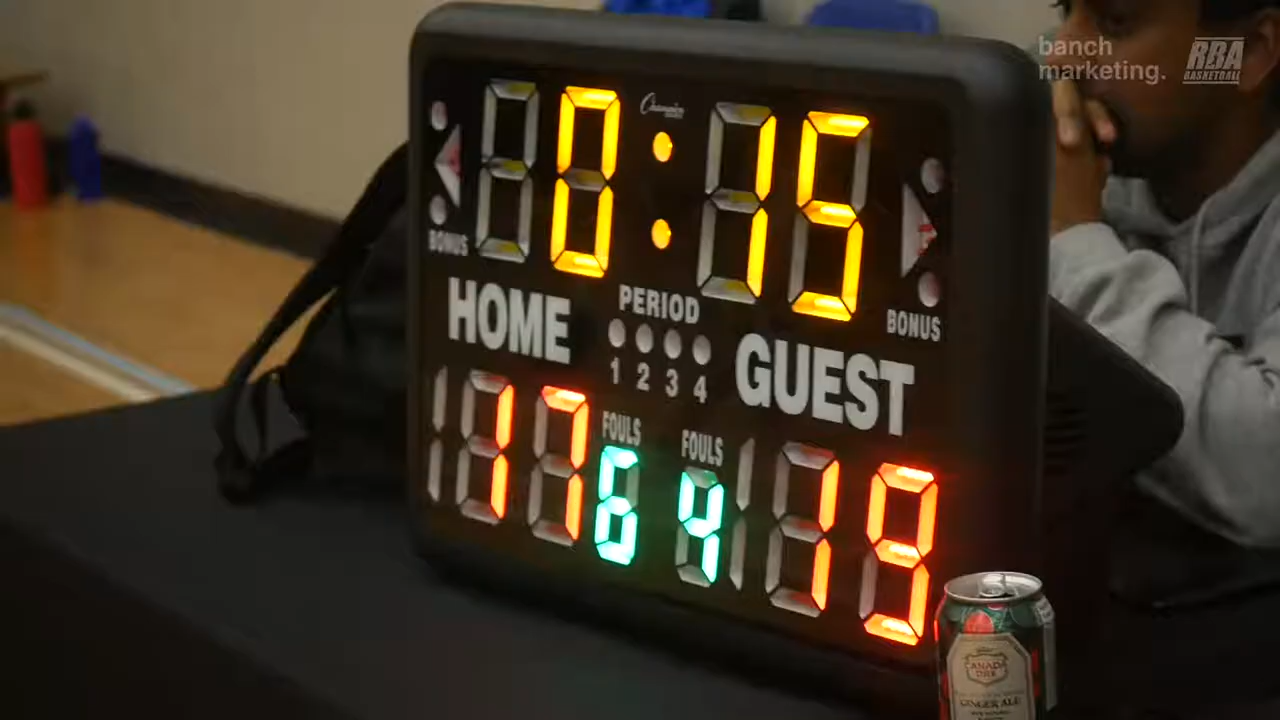 banch
marketing.
RBA
BASKETBALL
Champion
0:15
BONUS
BONUS
HOME
PERIOD
GUEST
1 2 3 4
FOULS
FOULS
17
6
4
19
CANADA
DRY
GINGER ALE